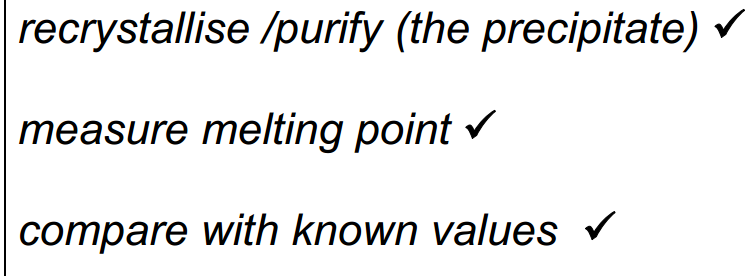 recrystallise /purify (the precipitate) ✓
measure melting point ✓
compare with known values ✓